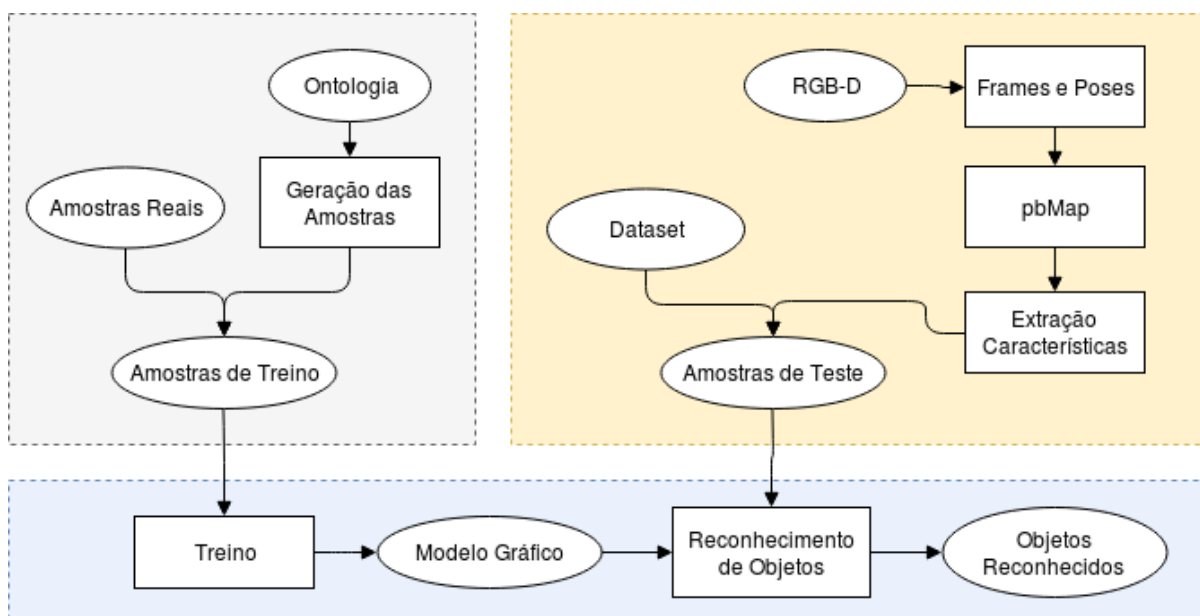 Ontologia
Geração das
Amostras
Amostras Reais
Amostras de Treino
RGB-D
Frames e Poses
pbMap
Dataset
Extração
Características
Amostras de Teste
Treino
Modelo Gráfico
Reconhecimento
de Objetos
Objetos
Reconhecidos